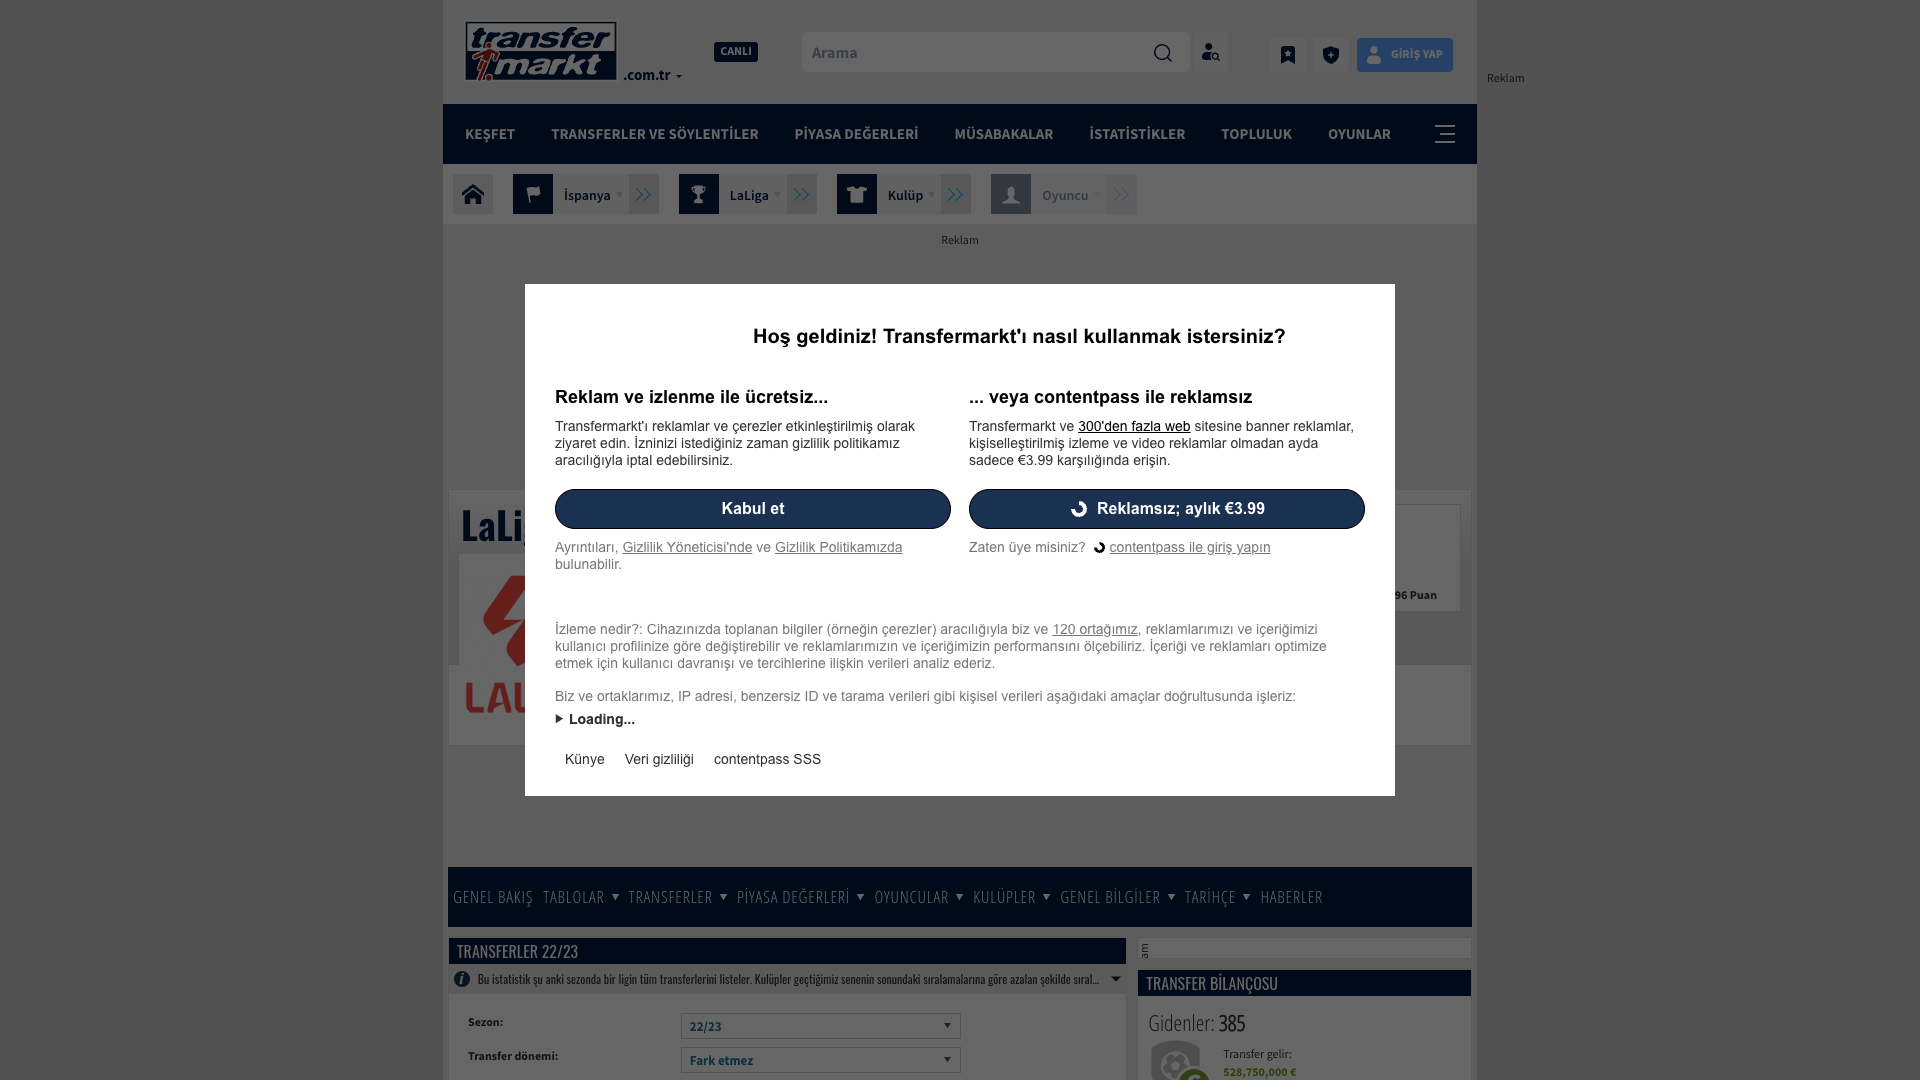 transfer
markt
.com.tr
CANLI
Arama
GİRİŞ YAP
Reklam
KEŞFET
TRANSFERLER VE SÖYLENTİLER
PİYASA DEĞERLERİ
MÜSABAKALAR
İSTATİSTİKLER
TOPLULUK
OYUNLAR
İspanya
LaLiga
Kulüp
Oyuncu
Reklam
Hoş geldiniz! Transfermarkt'ı nasıl kullanmak istersiniz?
Reklam ve izlenme ile ücretsiz...
Transfermarkt'ı reklamlar ve çerezler etkinleştirilmiş olarak
ziyaret edin. İzninizi istediğiniz zaman gizlilik politikamız
aracılığıyla iptal edebilirsiniz.
Kabul et
Ayrıntıları, Gizlilik Yöneticisi'nde ve Gizlilik Politikamızda
bulunabilir.
... veya contentpass ile reklamsız
Transfermarkt ve 300'den fazla web sitesine banner reklamlar,
kişiselleştirilmiş izleme ve video reklamlar olmadan ayda
sadece €3.99 karşılığında erişin.
Reklamsız; aylık €3.99
Zaten üye misiniz? contentpass ile giriş yapın
96 Puan
İzleme nedir?: Cihazınızda toplanan bilgiler (örneğin çerezler) aracılığıyla biz ve 120 ortağımız, reklamlarımızı ve içeriğimizi
kullanıcı profilinize göre değiştirebilir ve reklamlarımızın ve içeriğimizin performansını ölçebiliriz. İçeriği ve reklamları optimize
etmek için kullanıcı davranışı ve tercihlerine ilişkin verileri analiz ederiz.
Biz ve ortaklarımız, IP adresi, benzersiz ID ve tarama verileri gibi kişisel verileri aşağıdaki amaçlar doğrultusunda işleriz:
Loading...
Künye
Veri gizliliği
contentpass SSS
GENEL BAKIŞ
TABLOLAR
TRANSFERLER
PİYASA DEĞERLERİ
OYUNCULAR
KULÜPLER
GENEL BİLGİLER
TARİHÇE
HABERLER
TRANSFERLER 22/23
Bu istatistik şu anki sezonda bir ligin tüm transferlerini listeler. Kulüpler geçtiğimiz senenin sonundaki sıralamalarına göre azalan şekilde sıral...
Sezon:
22/23
Transfer dönemi:
Fark etmez
am
TRANSFER BİLANÇOSU
Gidenler: 385
Transfer gelir:
528,750,000 €